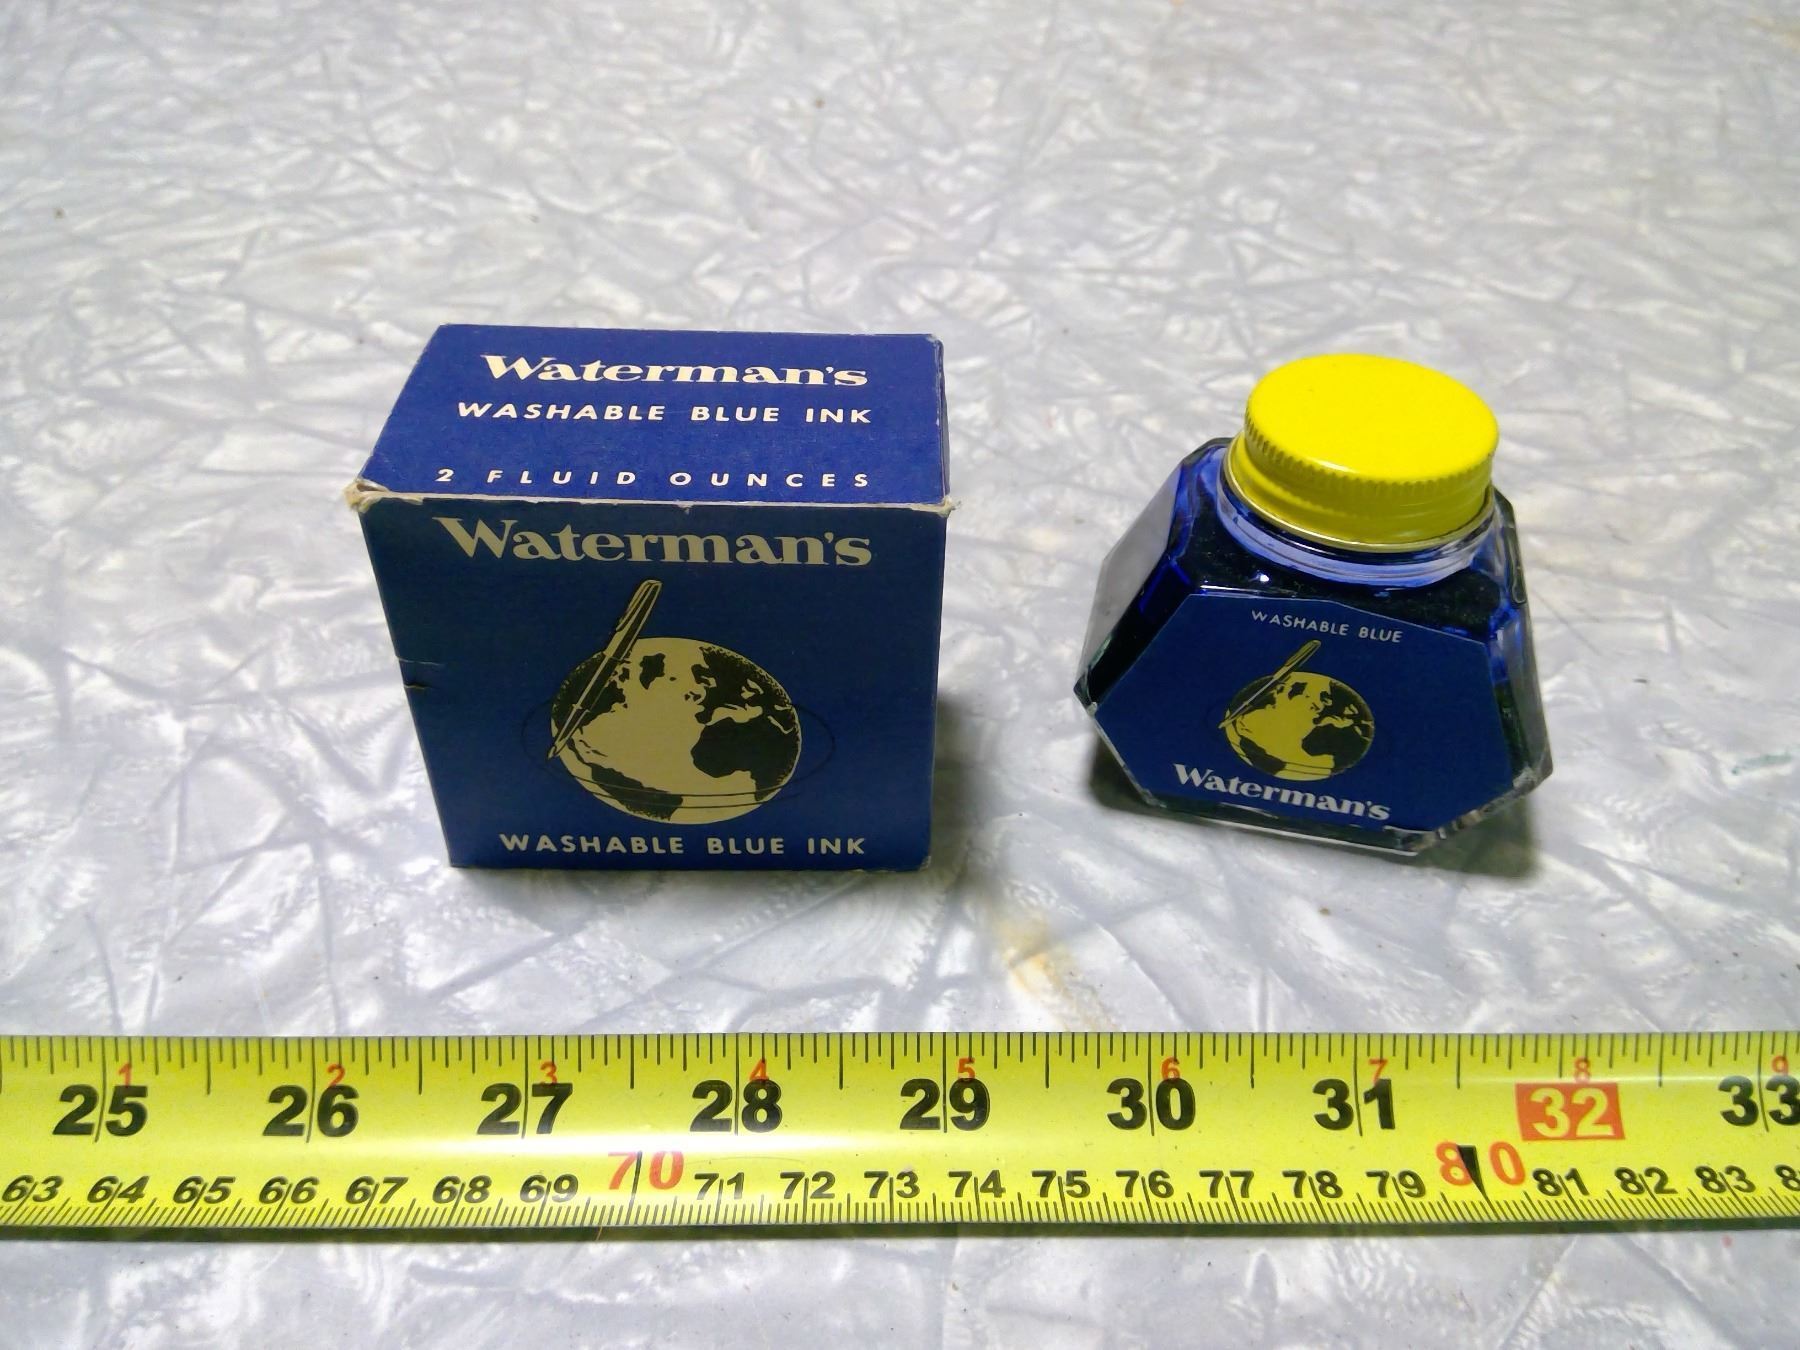 Waterman's
WASHABLE BLUE INK
2 FLUID OUNCES
Waterman's
WASHABLE BLUE INK
WASHABLE BLUE
Waterman's
1 2 3 4 5 6 7 8 9
25 26 27 28 29 30 31 32 33
63 64 65 66 67 68 69 70 71 72 73 74 75 76 77 78 79 80 81 82 83